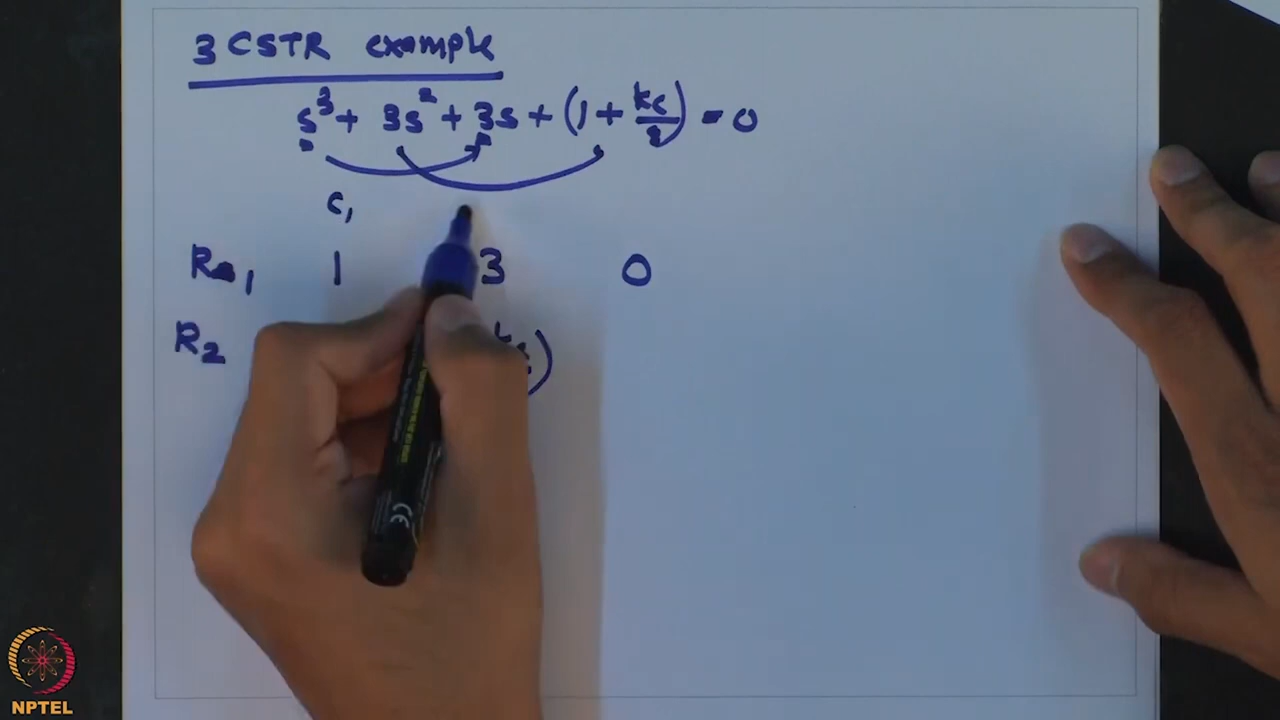 3 CSTR example
s³ + 3s² + 3s + (1 + kc/8) = 0
C₁
R₁ 1 3 0
R₂
NPTEL